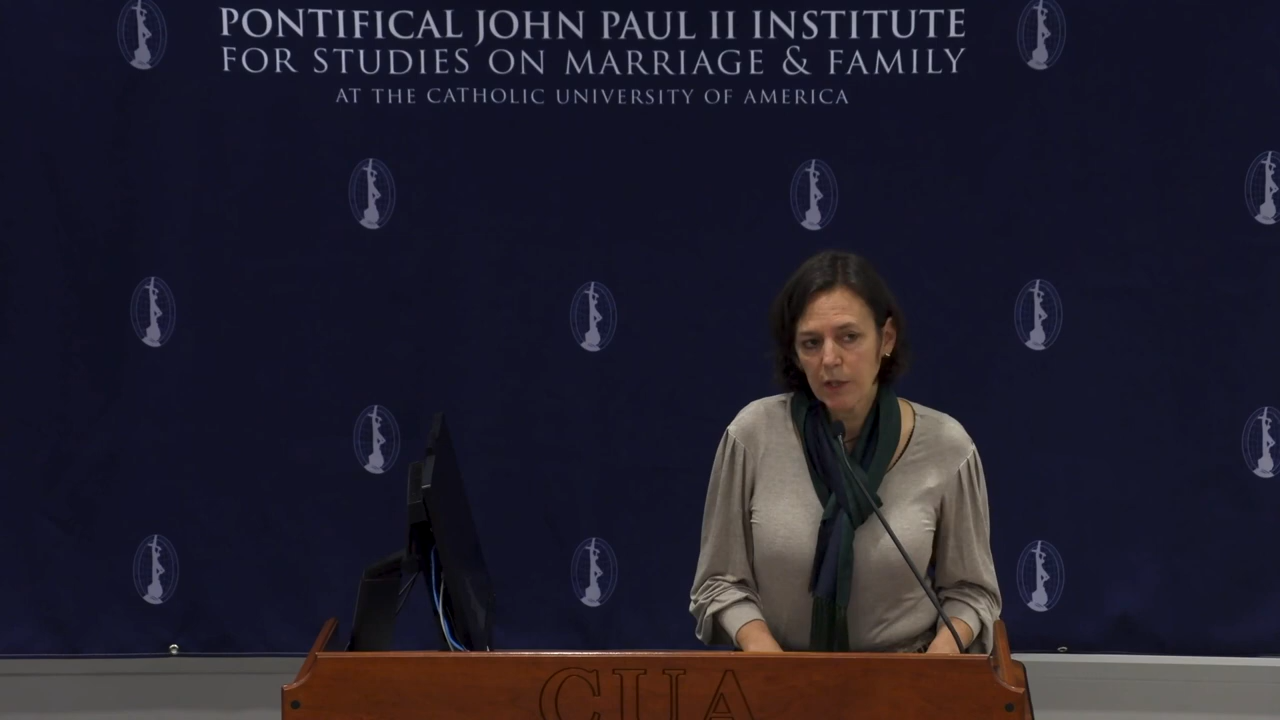 PONTIFICAL JOHN PAUL II INSTITUTE
FOR STUDIES ON MARRIAGE & FAMILY
AT THE CATHOLIC UNIVERSITY OF AMERICA
CUA